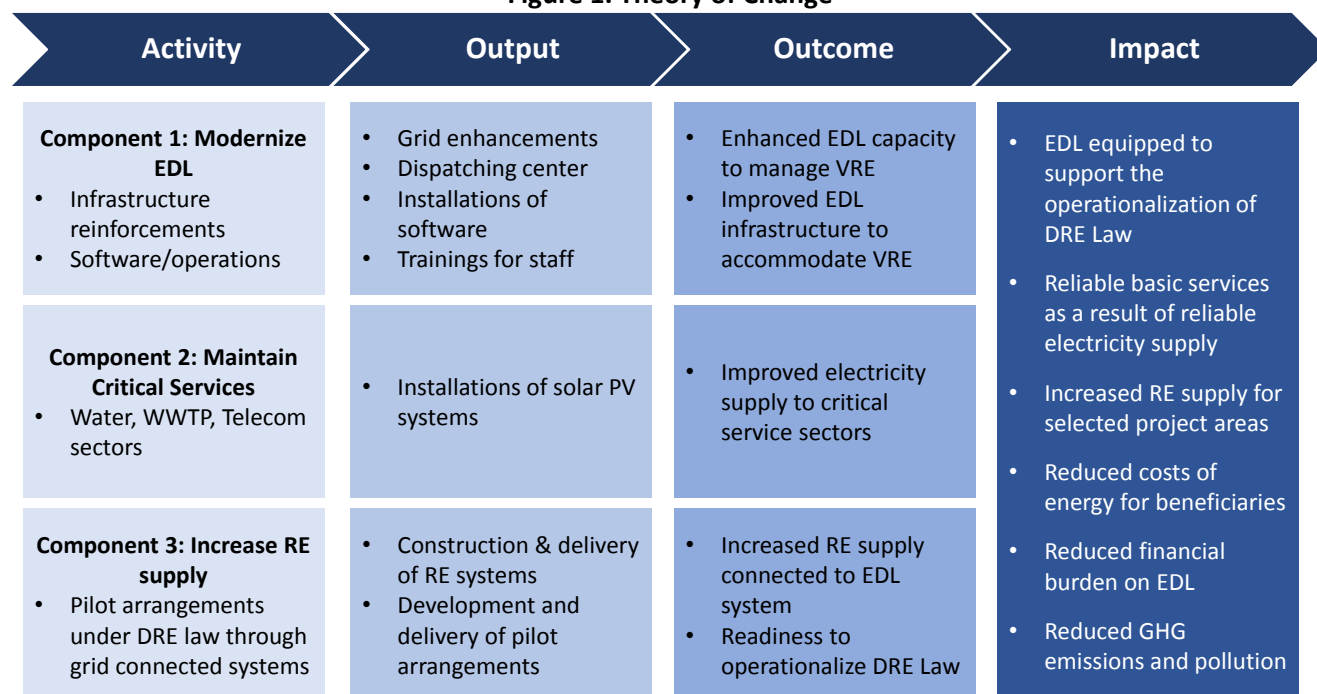 Figure 1: Theory of Change
Activity
Output
Outcome
Impact
Component 1: Modernize
EDL
• Infrastructure
reinforcements
• Software/operations
• Grid enhancements
• Dispatching center
• Installations of
software
• Trainings for staff
• Enhanced EDL capacity
to manage VRE
• Improved EDL
infrastructure to
accommodate VRE
Component 2: Maintain
Critical Services
• Water, WWTP, Telecom
sectors
• Installations of solar PV
systems
• Improved electricity
supply to critical
service sectors
Component 3: Increase RE
supply
• Pilot arrangements
under DRE law through
grid connected systems
• Construction & delivery
of RE systems
• Development and
delivery of pilot
arrangements
• Increased RE supply
connected to EDL
system
• Readiness to
operationalize DRE Law
• EDL equipped to
support the
operationalization of
DRE Law
• Reliable basic services
as a result of reliable
electricity supply
• Increased RE supply for
selected project areas
• Reduced costs of
energy for beneficiaries
• Reduced financial
burden on EDL
• Reduced GHG
emissions and pollution